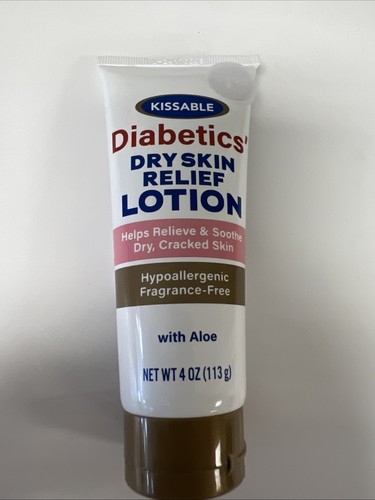 KISSABLE
Diabetics'
DRY SKIN
RELIEF
LOTION
Helps Relieve & Soothe
Dry, Cracked Skin
Hypoallergenic
Fragrance-Free
with Aloe
NET WT 4 OZ (113 g)